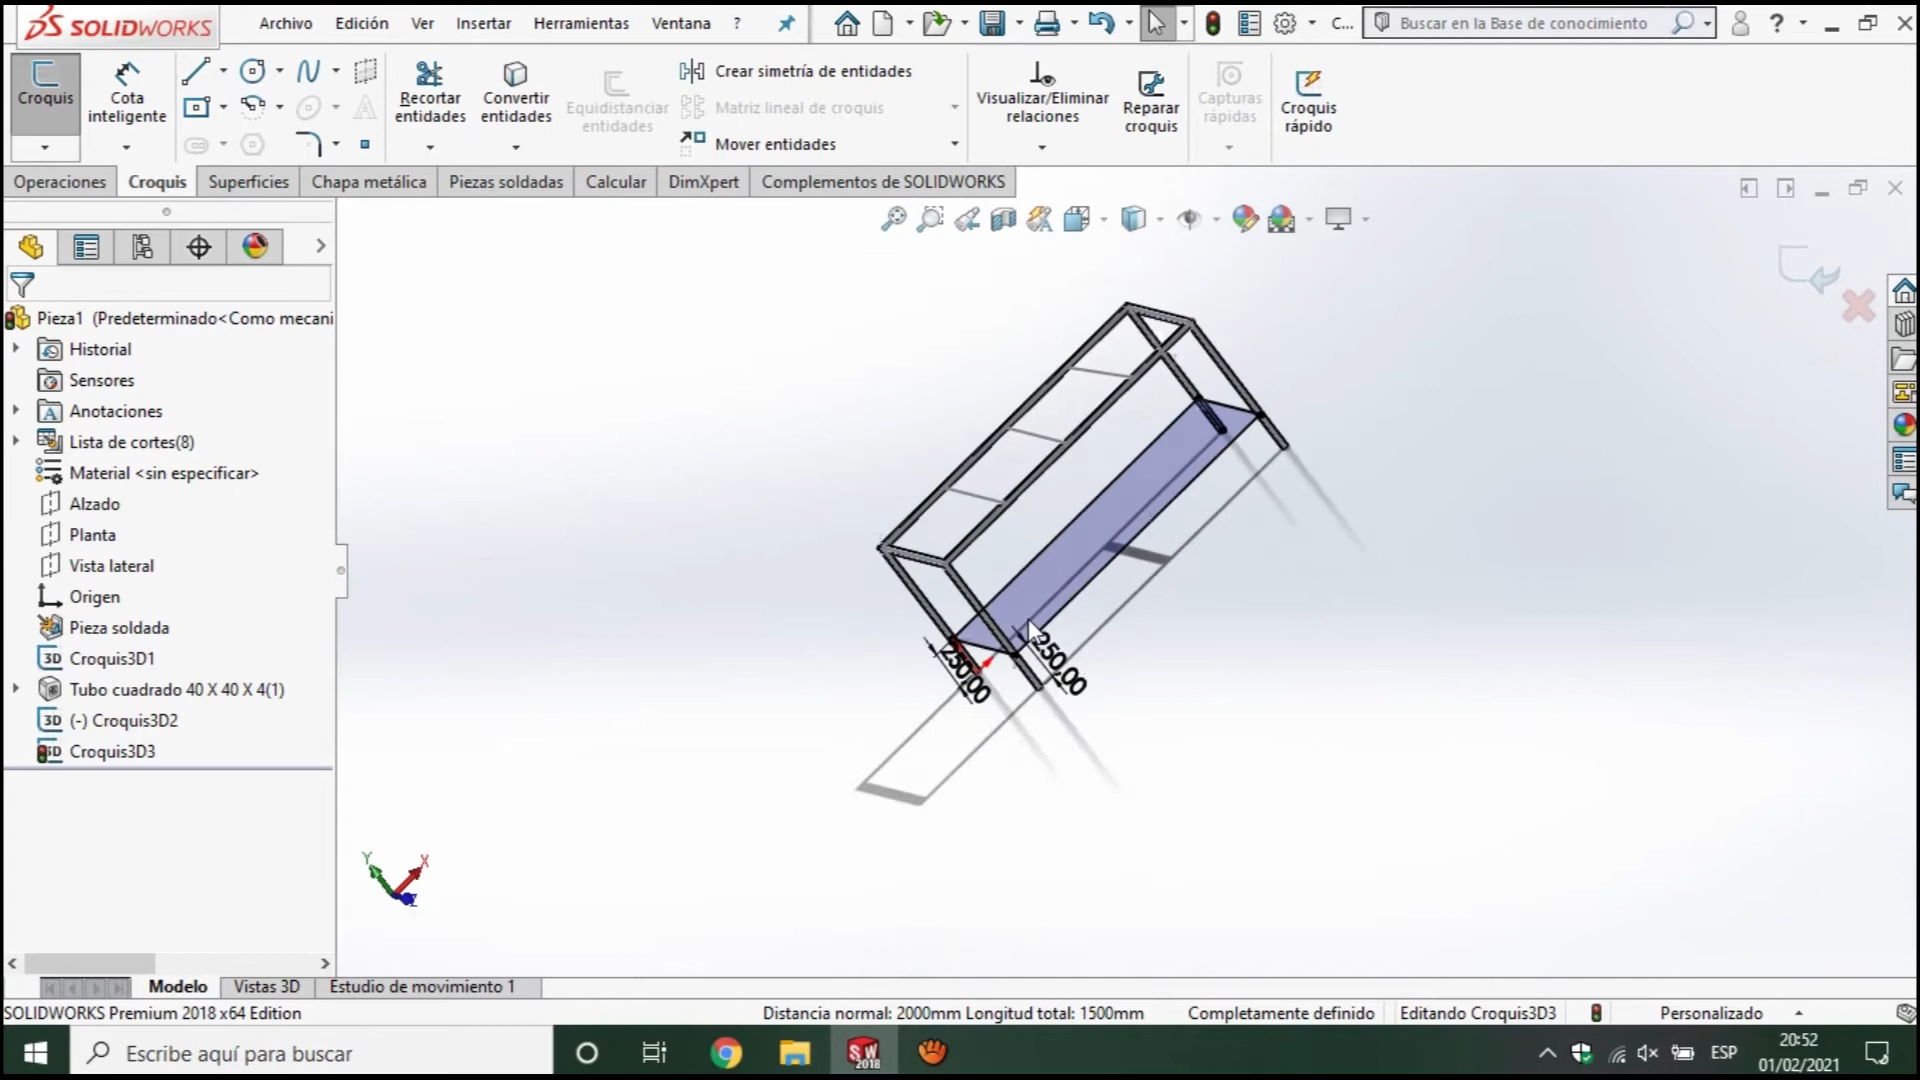 SOLIDWORKS
Archivo Edición Ver Insertar Herramientas Ventana ?
C... Buscar en la Base de conocimiento
Croquis
Cota inteligente
Recortar entidades
Convertir entidades
Equidistanciar entidades
Crear simetría de entidades
Matriz lineal de croquis
Mover entidades
Visualizar/Eliminar relaciones
Reparar croquis
Capturas rápidas
Croquis rápido
Operaciones Croquis Superficies Chapa metálica Piezas soldadas Calcular DimXpert Complementos de SOLIDWORKS
Pieza1 (Predeterminado<Como mecani
Historial
Sensores
Anotaciones
Lista de cortes(8)
Material <sin especificar>
Alzado
Planta
Vista lateral
Origen
Pieza soldada
3D Croquis3D1
Tubo cuadrado 40 X 40 X 4(1)
3D (-) Croquis3D2
3D Croquis3D3
250,00
250,00
Y X Z
Modelo Vistas 3D Estudio de movimiento 1
SOLIDWORKS Premium 2018 x64 Edition
Distancia normal: 2000mm Longitud total: 1500mm Completamente definido Editando Croquis3D3 Personalizado
Escribe aquí para buscar
SW 2018
ESP
20:52
01/02/2021